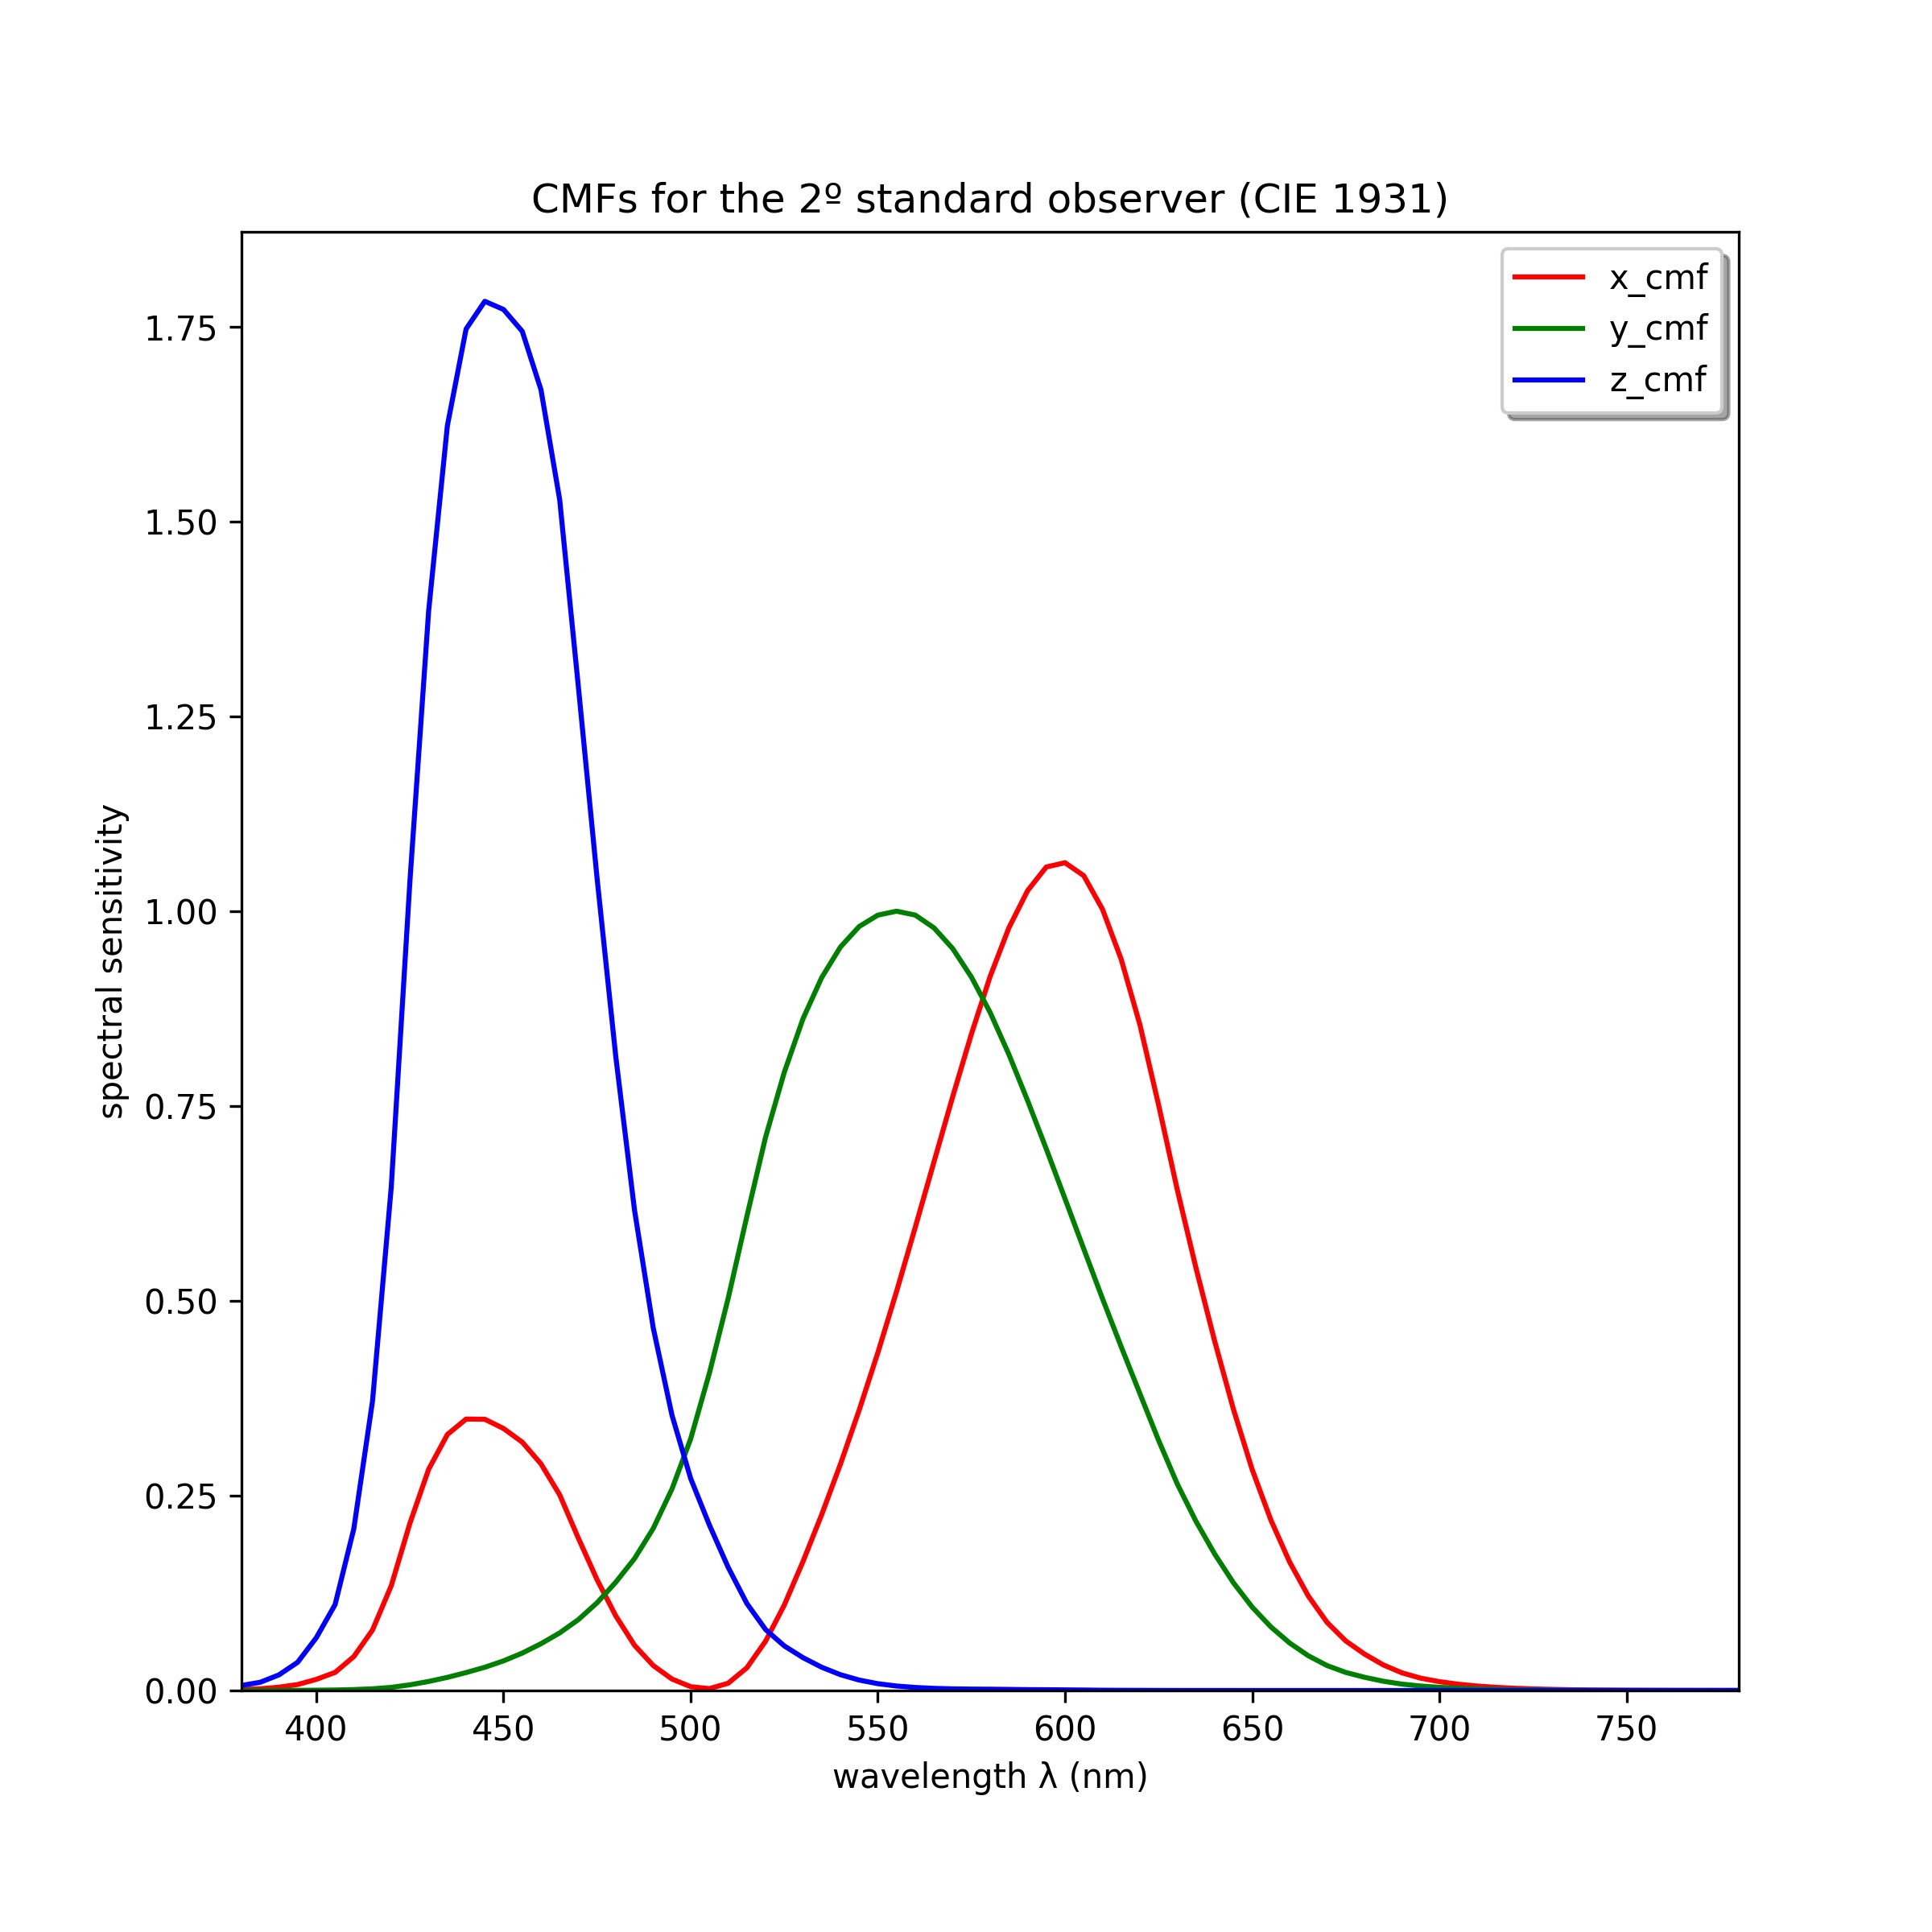 CMFs for the 2º standard observer (CIE 1931)
x_cmf
y_cmf
z_cmf
1.75
1.50
1.25
1.00
0.75
0.50
0.25
0.00
spectral sensitivity
400 450 500 550 600 650 700 750
wavelength λ (nm)